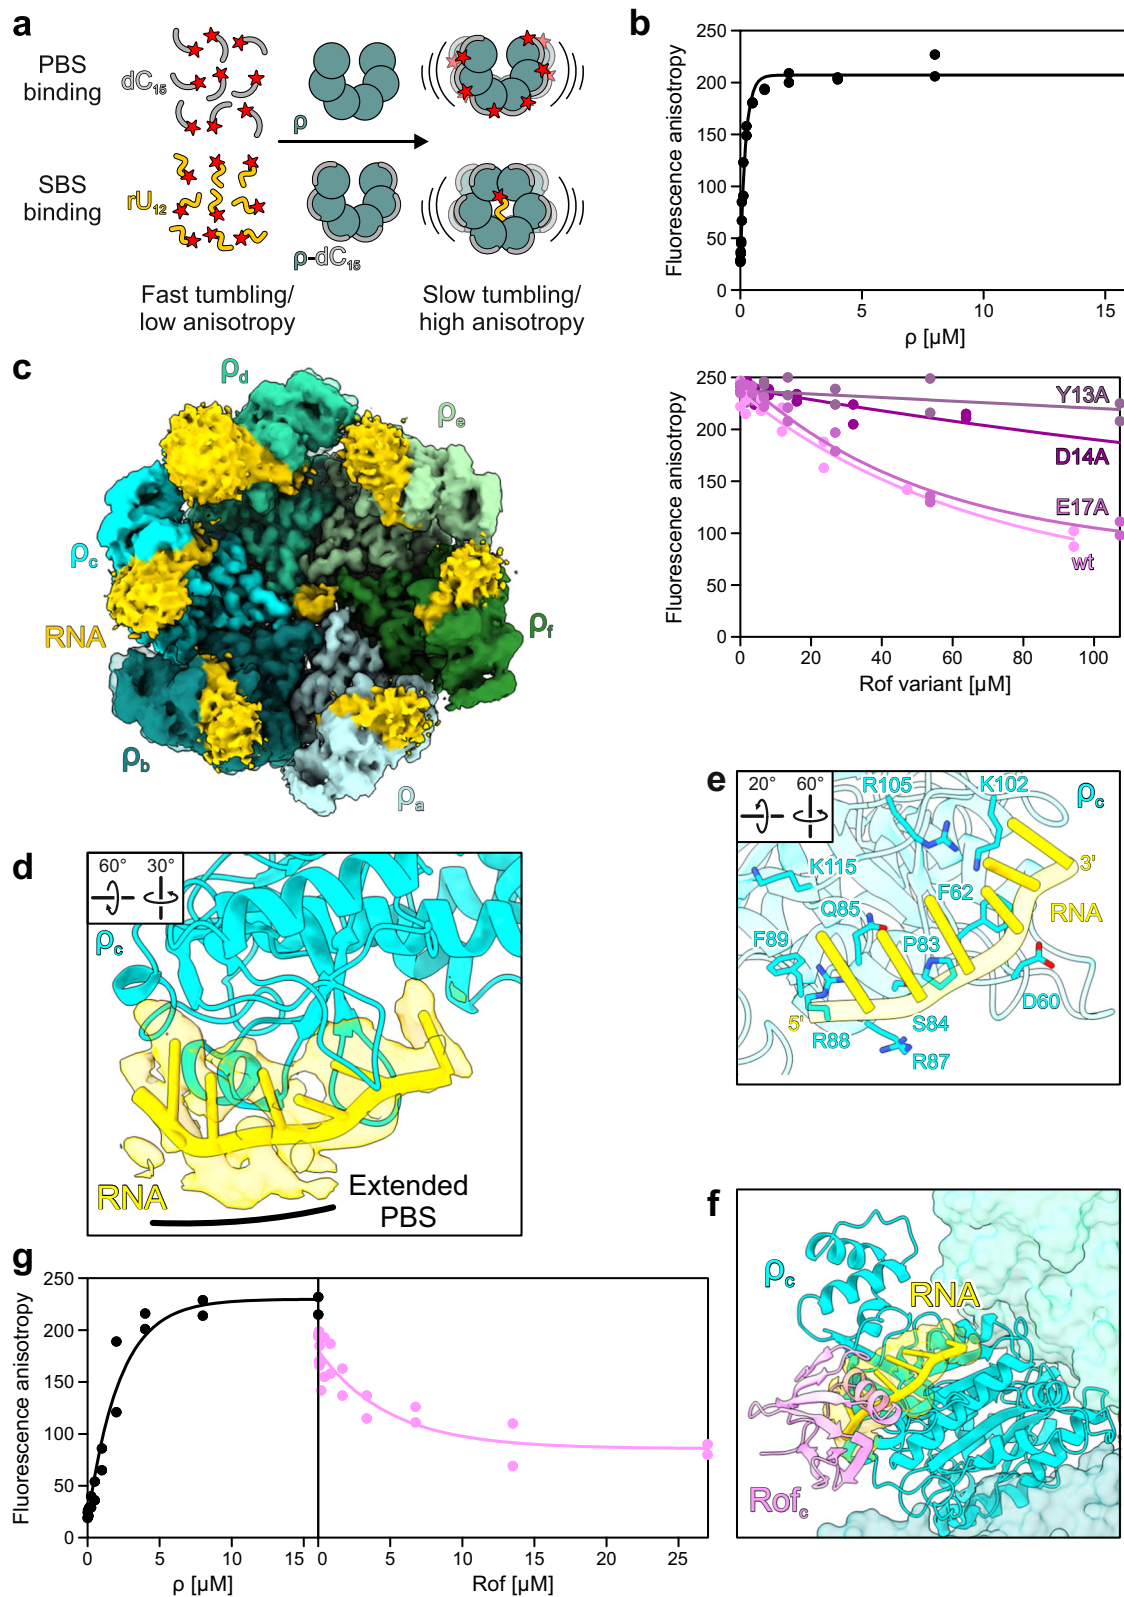 a
PBS
binding
dC15
ρ
SBS
binding
rU12
ρ-dC15
Fast tumbling/
low anisotropy
Slow tumbling/
high anisotropy
b
Fluorescence anisotropy
250
200
150
100
50
0
0 5 10 15
ρ [µM]
Fluorescence anisotropy
250
200
150
100
50
0
Y13A
D14A
E17A
wt
0 20 40 60 80 100
Rof variant [µM]
c
ρd
ρe
ρc
RNA
ρf
ρb
ρa
d
60° 30°
ρc
RNA
Extended
PBS
e
20° 60°
R105
K102
ρc
K115
3'
F62
RNA
Q85
F89
P83
D60
5'
S84
R88
R87
f
ρc
RNA
Rofc
g
Fluorescence anisotropy
250
200
150
100
50
0
0 5 10 15 0 5 10 15 20 25
ρ [µM]
Rof [µM]